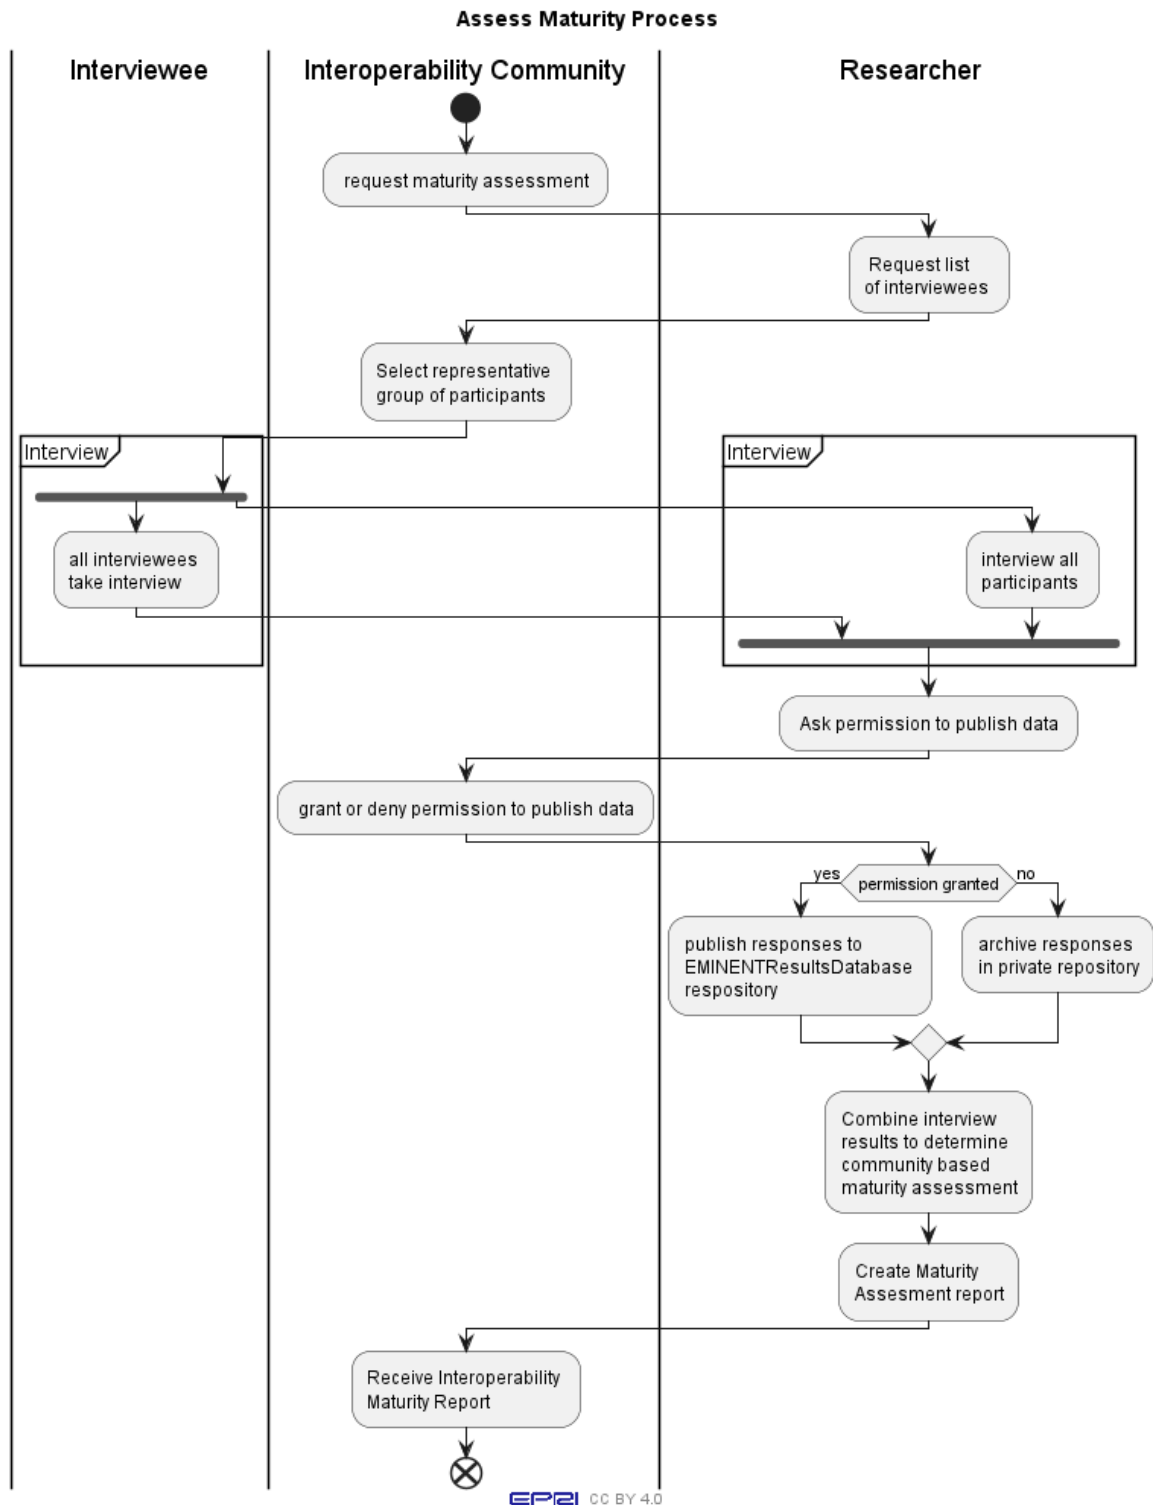 Assess Maturity Process
Interviewee
Interoperability Community
Researcher
request maturity assessment
Request list
of interviewees
Select representative
group of participants
Interview
Interview
all interviewees
take interview
interview all
participants
Ask permission to publish data
grant or deny permission to publish data
yes
permission granted
no
publish responses to
EMINENTResultsDatabase
respository
archive responses
in private repository
Combine interview
results to determine
community based
maturity assessment
Create Maturity
Assesment report
Receive Interoperability
Maturity Report
EPRI CC BY 4.0